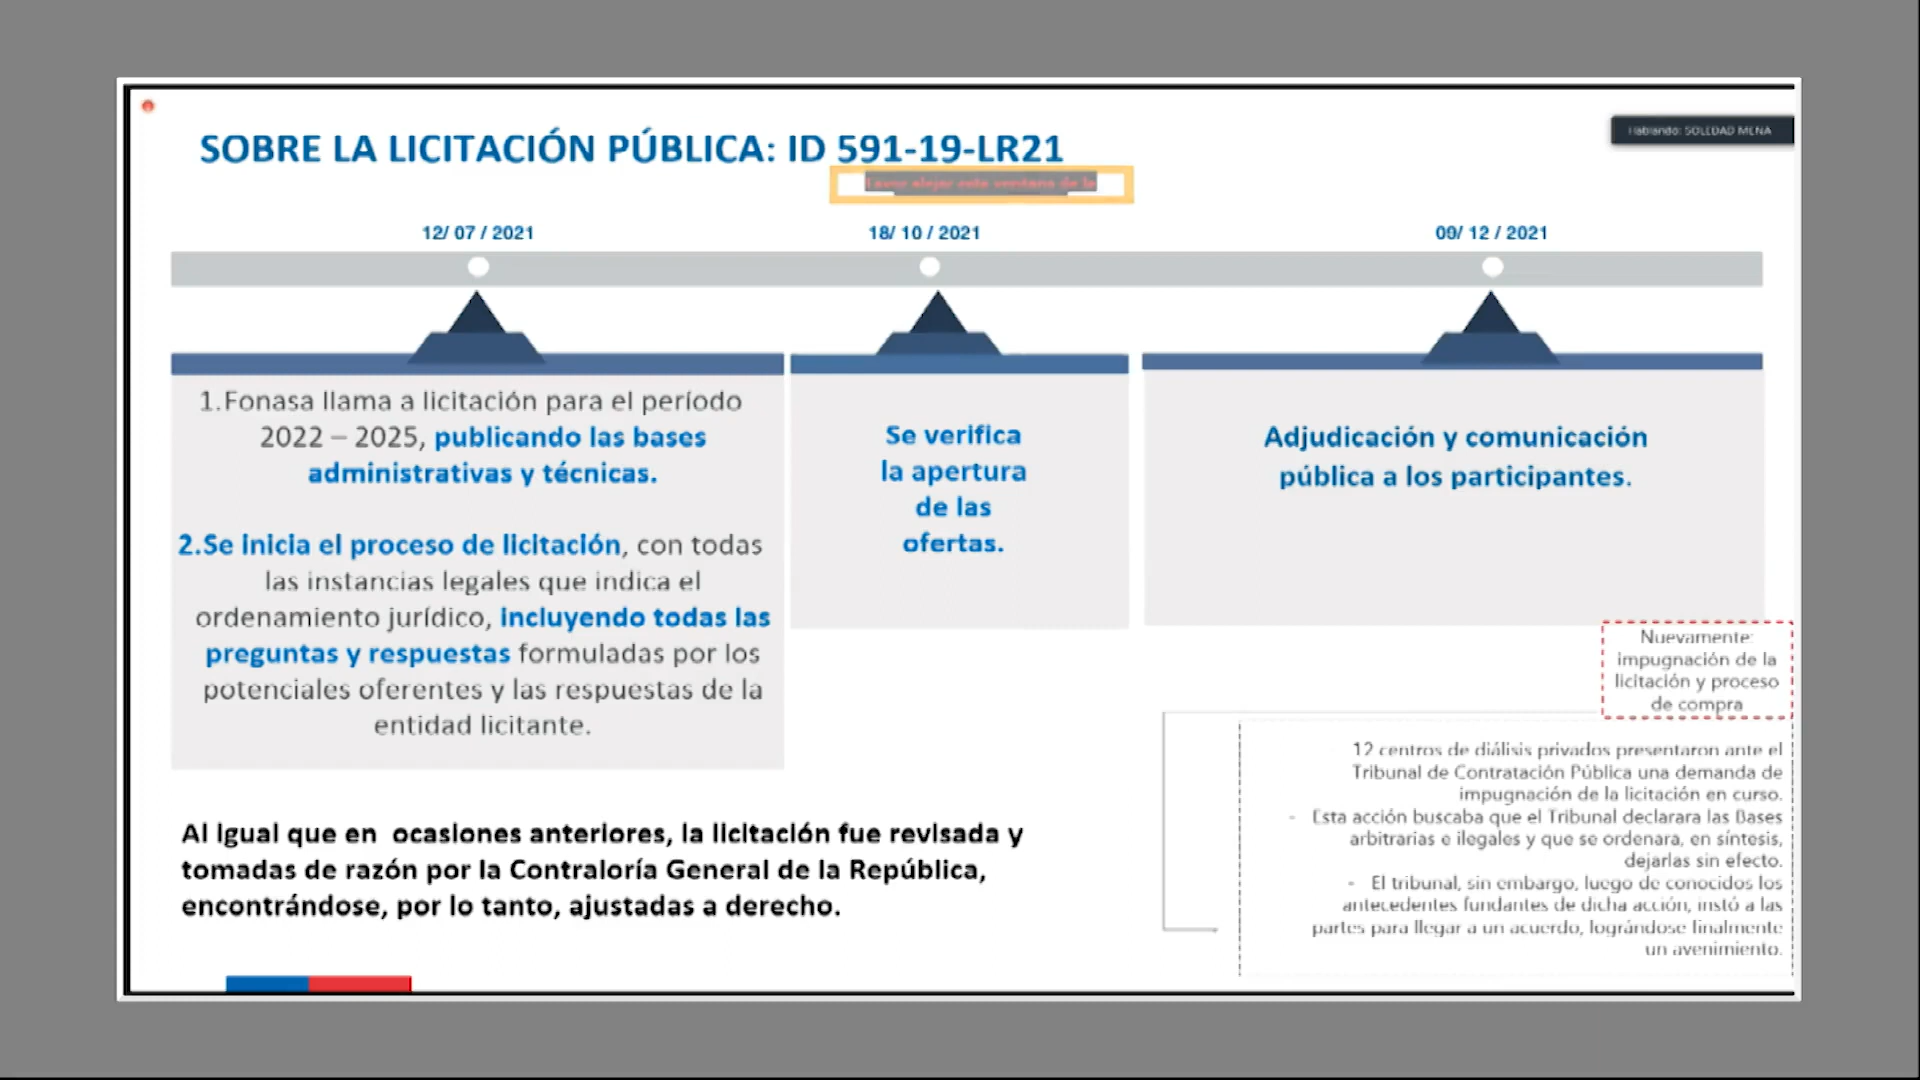 SOBRE LA LICITACIÓN PÚBLICA: ID 591-19-LR21
Hablando: SOLEDAD MENA
Favor alejar esta ventana de la
12/ 07 / 2021
18/ 10 / 2021
09/ 12 / 2021
1.Fonasa llama a licitación para el período
2022 – 2025, publicando las bases
administrativas y técnicas.
2.Se inicia el proceso de licitación, con todas
las instancias legales que indica el
ordenamiento jurídico, incluyendo todas las
preguntas y respuestas formuladas por los
potenciales oferentes y las respuestas de la
entidad licitante.
Se verifica
la apertura
de las
ofertas.
Adjudicación y comunicación
pública a los participantes.
Nuevamente:
impugnación de la
licitación y proceso
de compra
12 centros de diálisis privados presentaron ante el
Tribunal de Contratación Pública una demanda de
impugnación de la licitación en curso.
- Esta acción buscaba que el Tribunal declarara las Bases
arbitrarias e ilegales y que se ordenara, en síntesis,
dejarlas sin efecto.
- El tribunal, sin embargo, luego de conocidos los
antecedentes fundantes de dicha acción, instó a las
partes para llegar a un acuerdo, lográndose finalmente
un avenimiento.
Al igual que en ocasiones anteriores, la licitación fue revisada y
tomadas de razón por la Contraloría General de la República,
encontrándose, por lo tanto, ajustadas a derecho.